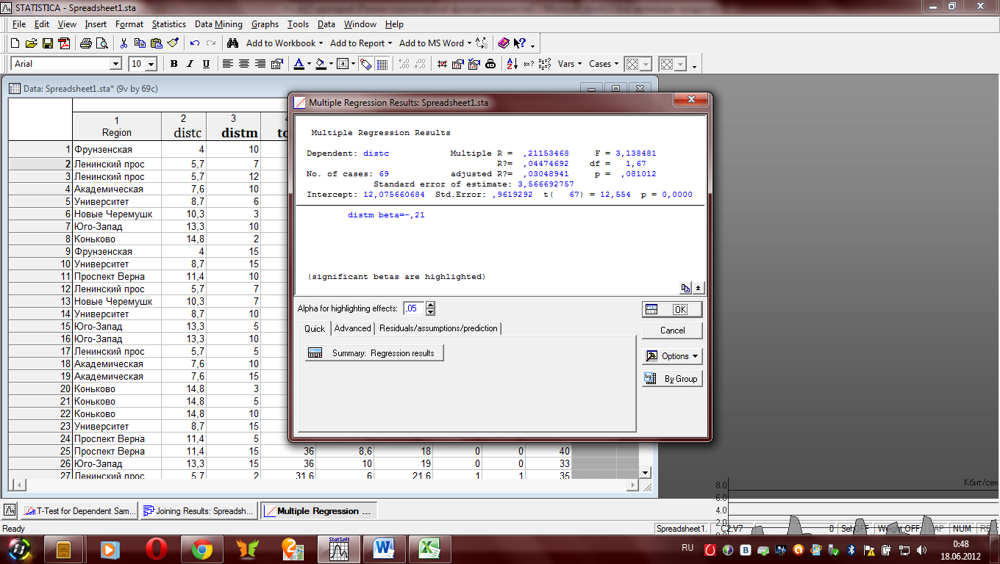 STATISTICA - Spreadsheet1.sta
File Edit View Insert Format Statistics Data Mining Graphs Tools Data Window Help
Add to Workbook Add to Report Add to MS Word
Arial 10 B I U Vars Cases
Data: Spreadsheet1.sta* (9v by 69c)
1 2 3
Region distc distm
1 Фрунзенская 4 10
2 Ленинский прос 5,7 7
3 Ленинский прос 5,7 12
4 Академическая 7,6 10
5 Университет 8,7 6
6 Новые Черемушк 10,3 3
7 Юго-Запад 13,3 10
8 Коньково 14,8 2
9 Фрунзенская 4 15
10 Университет 8,7 15
11 Проспект Верна 11,4 10
12 Ленинский прос 5,7 7
13 Новые Черемушк 10,3 7
14 Университет 8,7 10
15 Юго-Запад 13,3 5
16 Юго-Запад 13,3 10
17 Ленинский прос 5,7 5
18 Академическая 7,6 10
19 Академическая 7,6 15
20 Коньково 14,8 3
21 Коньково 14,8 5
22 Коньково 14,8 10
23 Университет 8,7 15
24 Проспект Верна 11,4 5
25 Проспект Верна 11,4 15 36 8,6 18 0 0 40
26 Юго-Запад 13,3 15 36 10 19 0 0 33
27 Ленинский прос 5,7 2 31,6 6 21,6 1 1 35
Multiple Regression Results: Spreadsheet1.sta
Multiple Regression Results
Dependent: distc Multiple R = ,21153468 F = 3,138481
R?= ,04474692 df = 1,67
No. of cases: 69 adjusted R?= ,03048941 p = ,081012
Standard error of estimate: 3,566692757
Intercept: 12,075660684 Std.Error: ,9619292 t( 67) = 12,554 p = 0,0000
distm beta=-,21
(significant betas are highlighted)
Alpha for highlighting effects: ,05
OK
Quick Advanced Residuals/assumptions/prediction
Cancel
Summary: Regression results
Options
By Group
Кбит/сек
8.0
6.0
4.0
2.0
0.0
T-Test for Dependent Sam... Joining Results: Spreadsh... Multiple Regression ...
Ready Spreadsheet1. C2,V7 0 Sel:OFF Weight:OFF CAP NUM
StatSoft
RU 0:48
18.06.2012